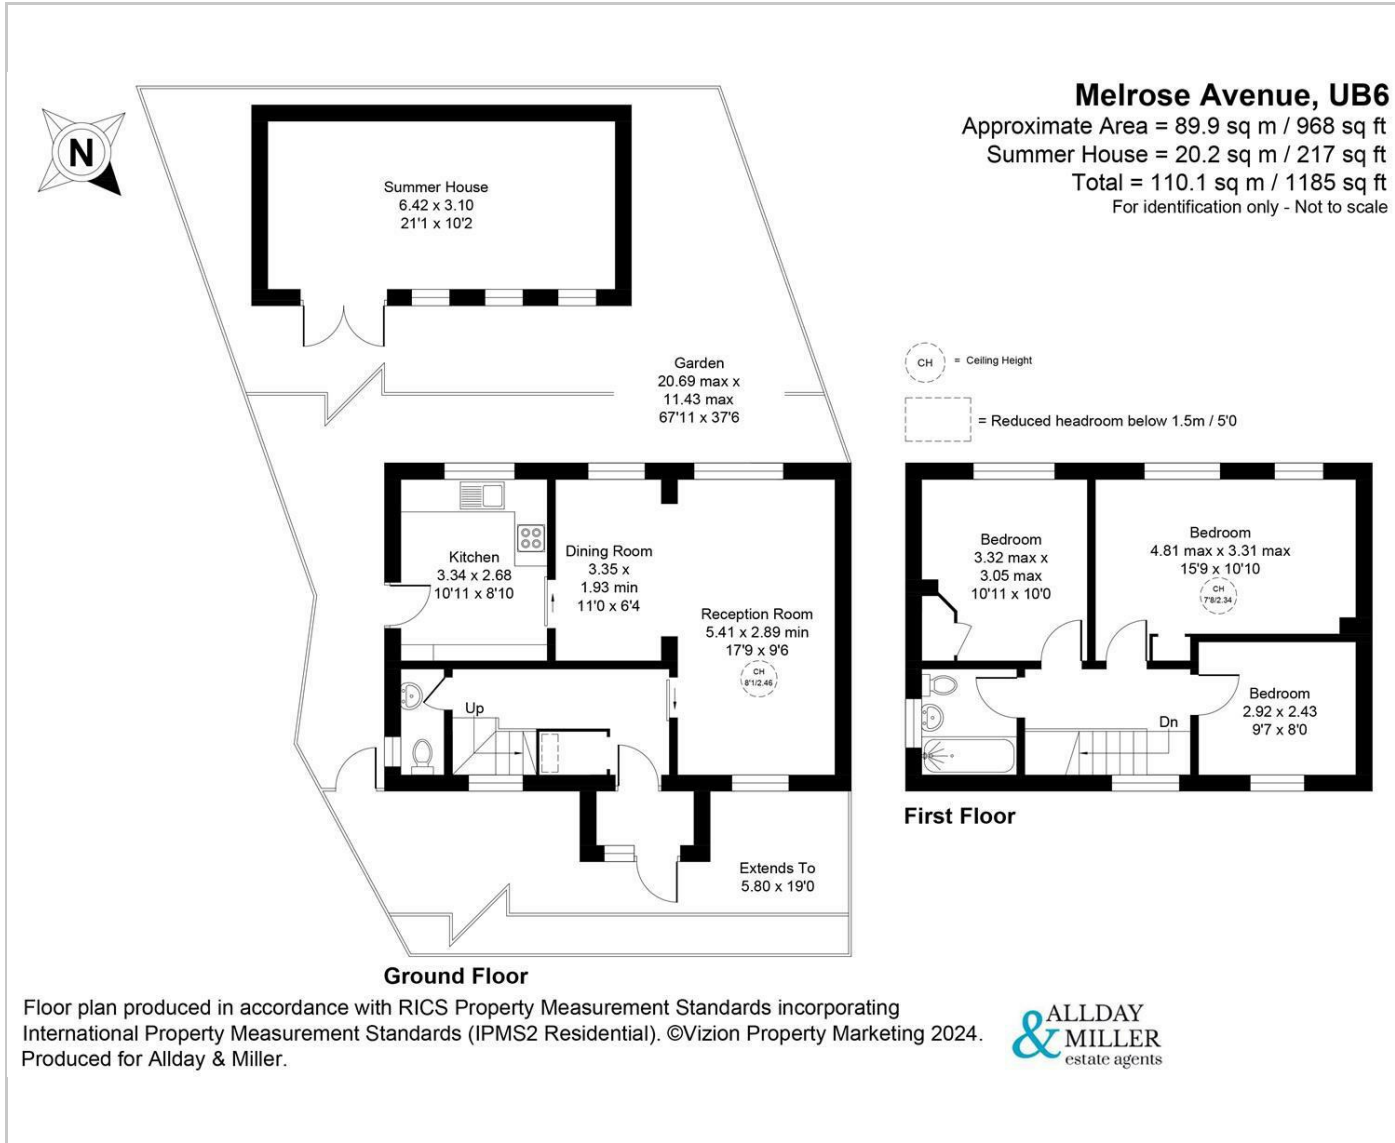 Melrose Avenue, UB6
Approximate Area = 89.9 sq m / 968 sq ft
Summer House = 20.2 sq m / 217 sq ft
Total = 110.1 sq m / 1185 sq ft
For identification only - Not to scale
N
Summer House
6.42 x 3.10
21'1 x 10'2
Garden
20.69 max x
11.43 max
67'11 x 37'6
CH = Ceiling Height
= Reduced headroom below 1.5m / 5'0
Kitchen
3.34 x 2.68
10'11 x 8'10
Dining Room
3.35 x
1.93 min
11'0 x 6'4
Reception Room
5.41 x 2.89 min
17'9 x 9'6
CH
8'1/2.46
Up
Extends To
5.80 x 19'0
Ground Floor
Bedroom
3.32 max x
3.05 max
10'11 x 10'0
Bedroom
4.81 max x 3.31 max
15'9 x 10'10
CH
7'8/2.34
Bedroom
2.92 x 2.43
9'7 x 8'0
Dn
First Floor
Floor plan produced in accordance with RICS Property Measurement Standards incorporating
International Property Measurement Standards (IPMS2 Residential). ©Vizion Property Marketing 2024.
Produced for Allday & Miller.
ALLDAY
& MILLER
estate agents